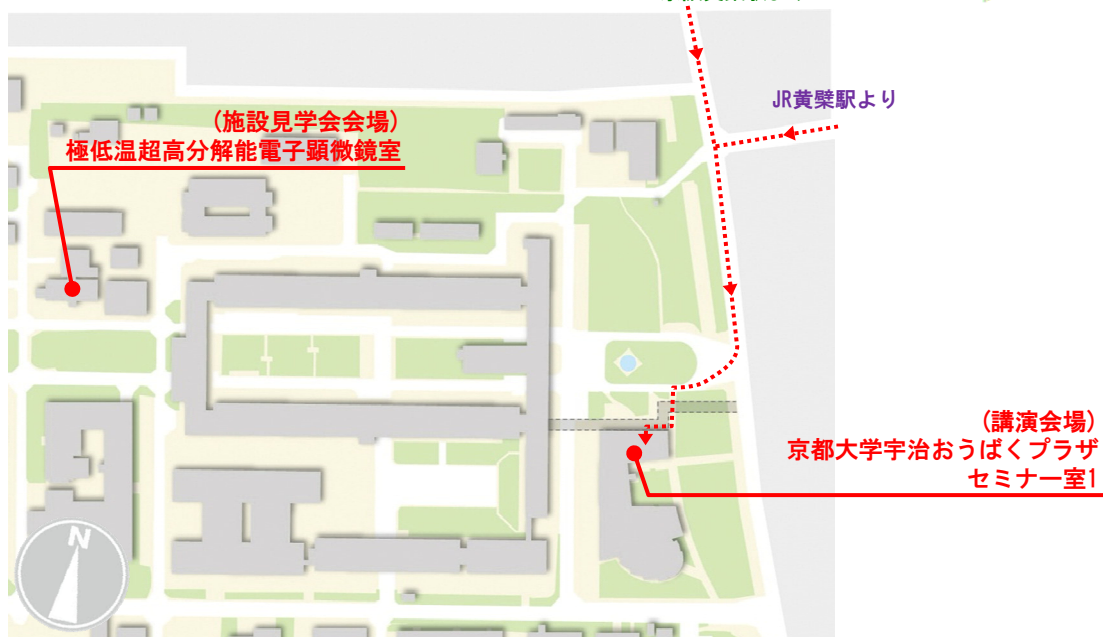 JR黄檗駅より
(施設見学会会場)
極低温超高分解能電子顕微鏡室
(講演会場)
京都大学宇治おうばくプラザ
セミナー室1
N